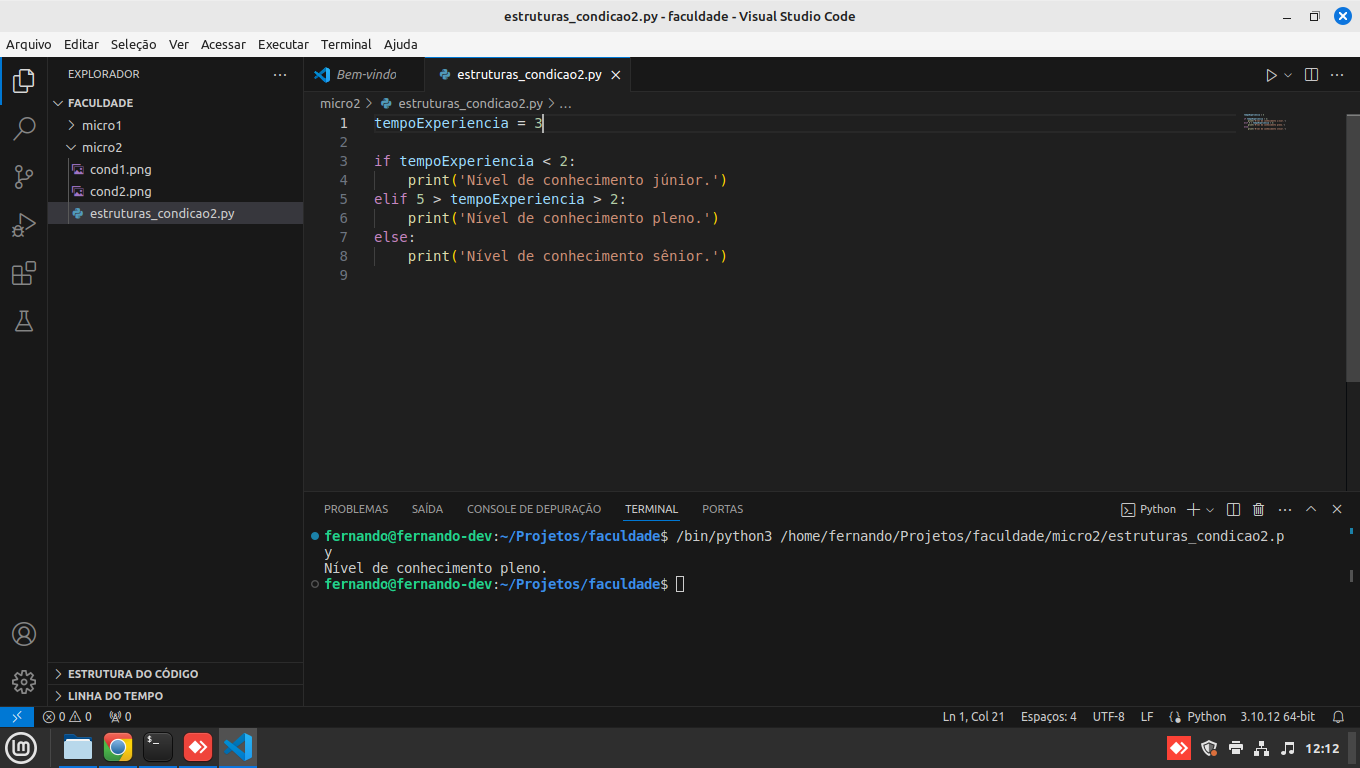 estruturas_condicao2.py - faculdade - Visual Studio Code
Arquivo Editar Seleção Ver Acessar Executar Terminal Ajuda
EXPLORADOR
FACULDADE
micro1
micro2
cond1.png
cond2.png
estruturas_condicao2.py
ESTRUTURA DO CÓDIGO
LINHA DO TEMPO
Bem-vindo estruturas_condicao2.py
micro2 > estruturas_condicao2.py > ...
1 tempoExperiencia = 3
2
3 if tempoExperiencia < 2:
4 print('Nível de conhecimento júnior.')
5 elif 5 > tempoExperiencia > 2:
6 print('Nível de conhecimento pleno.')
7 else:
8 print('Nível de conhecimento sênior.')
9
PROBLEMAS SAÍDA CONSOLE DE DEPURAÇÃO TERMINAL PORTAS Python
fernando@fernando-dev:~/Projetos/faculdade$ /bin/python3 /home/fernando/Projetos/faculdade/micro2/estruturas_condicao2.p
y
Nível de conhecimento pleno.
fernando@fernando-dev:~/Projetos/faculdade$
0 0 0 Ln 1, Col 21 Espaços: 4 UTF-8 LF Python 3.10.12 64-bit
12:12